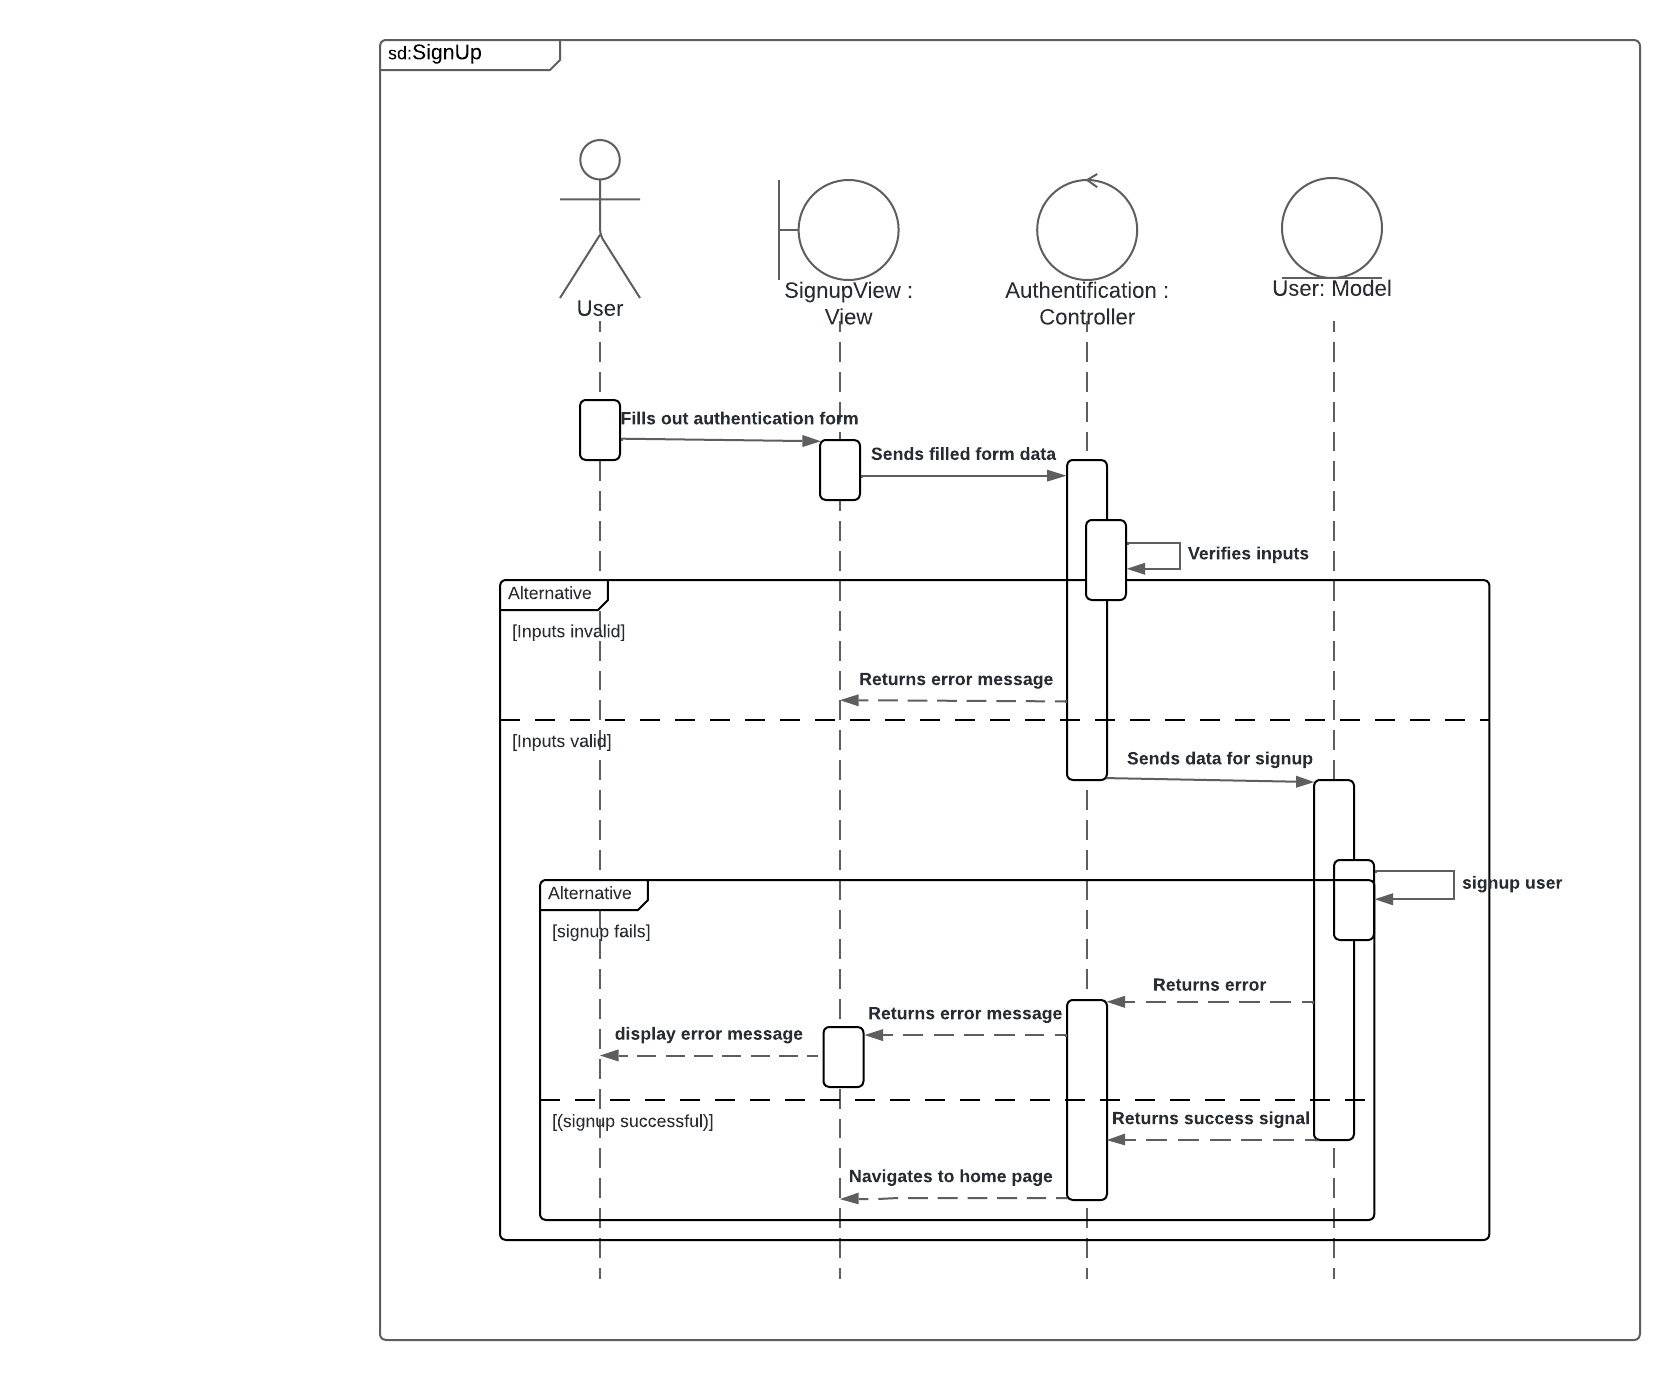 sd:SignUp
User
SignupView :
View
Authentification :
Controller
User: Model
Fills out authentication form
Sends filled form data
Verifies inputs
Alternative
[Inputs invalid]
Returns error message
[Inputs valid]
Sends data for signup
signup user
Alternative
[signup fails]
Returns error
Returns error message
display error message
[(signup successful)]
Returns success signal
Navigates to home page